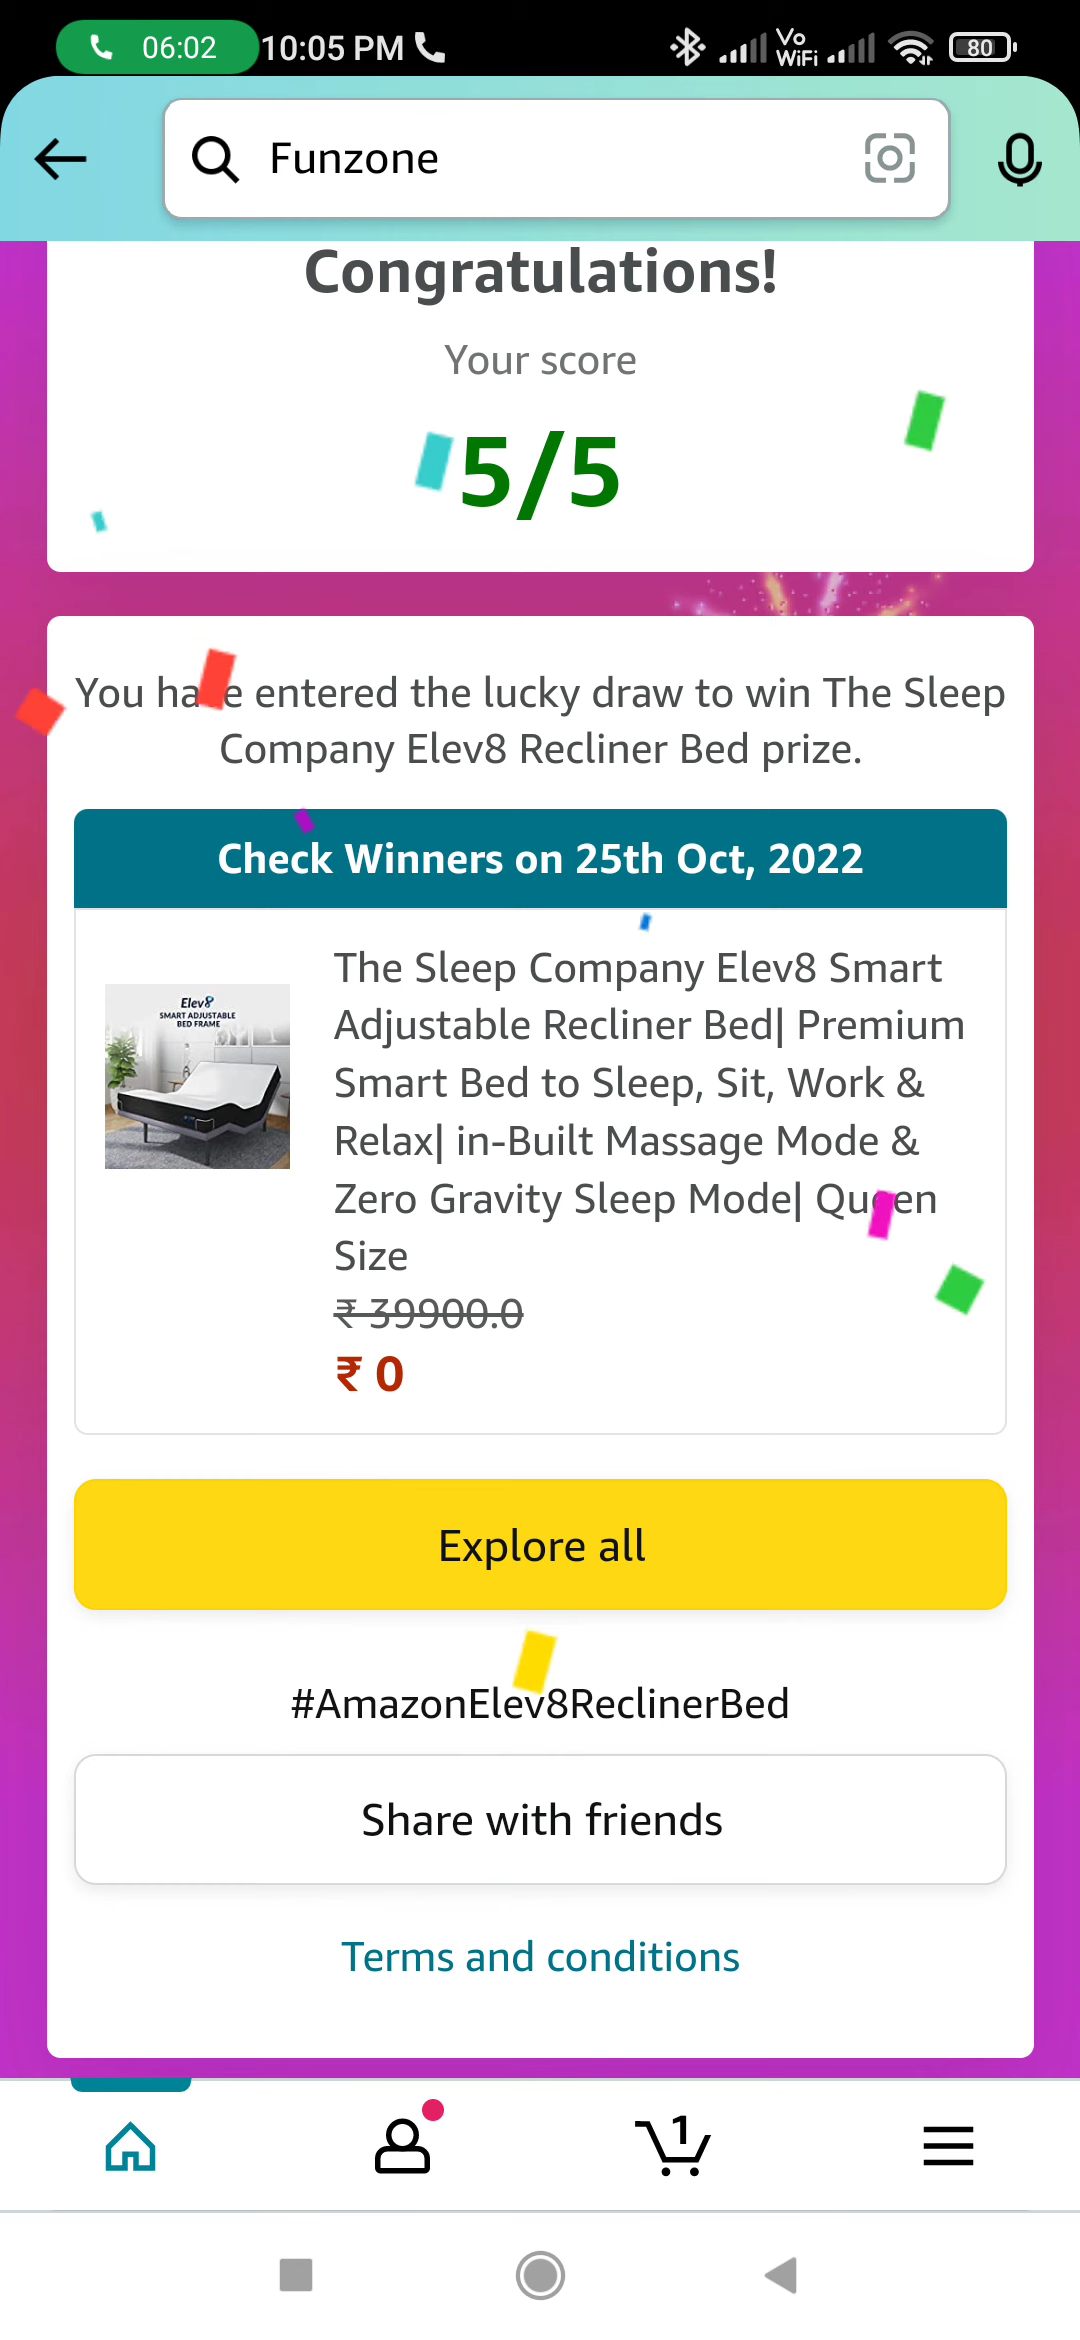 06:02 10:05 PM Vo WiFi 80
Funzone
Congratulations!
Your score
5/5
You have entered the lucky draw to win The Sleep
Company Elev8 Recliner Bed prize.
Check Winners on 25th Oct, 2022
Elev8
SMART ADJUSTABLE
BED FRAME
The Sleep Company Elev8 Smart
Adjustable Recliner Bed| Premium
Smart Bed to Sleep, Sit, Work &
Relax| in-Built Massage Mode &
Zero Gravity Sleep Mode| Queen
Size
₹ 39900.0
₹ 0
Explore all
#AmazonElev8ReclinerBed
Share with friends
Terms and conditions
1